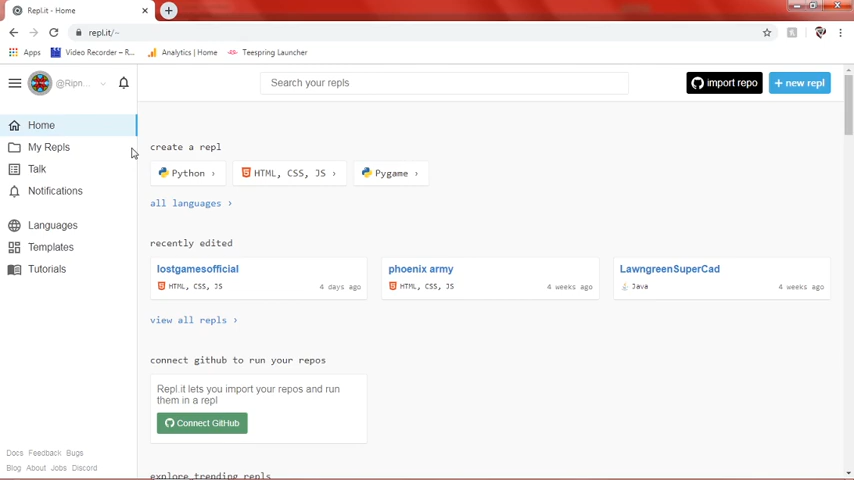 Repl.it - Home
repl.it/~
Apps Video Recorder – R... Analytics | Home Teespring Launcher
@Ripn... Search your repls import repo + new repl
Home
My Repls
Talk
Notifications
Languages
Templates
Tutorials
create a repl
Python › HTML, CSS, JS › Pygame ›
all languages ›
recently edited
lostgamesofficial phoenix army LawngreenSuperCad
HTML, CSS, JS 4 days ago HTML, CSS, JS 4 weeks ago Java 4 weeks ago
view all repls ›
connect github to run your repos
Repl.it lets you import your repos and run
them in a repl
Connect GitHub
Docs Feedback Bugs
Blog About Jobs Discord
explore trending repls